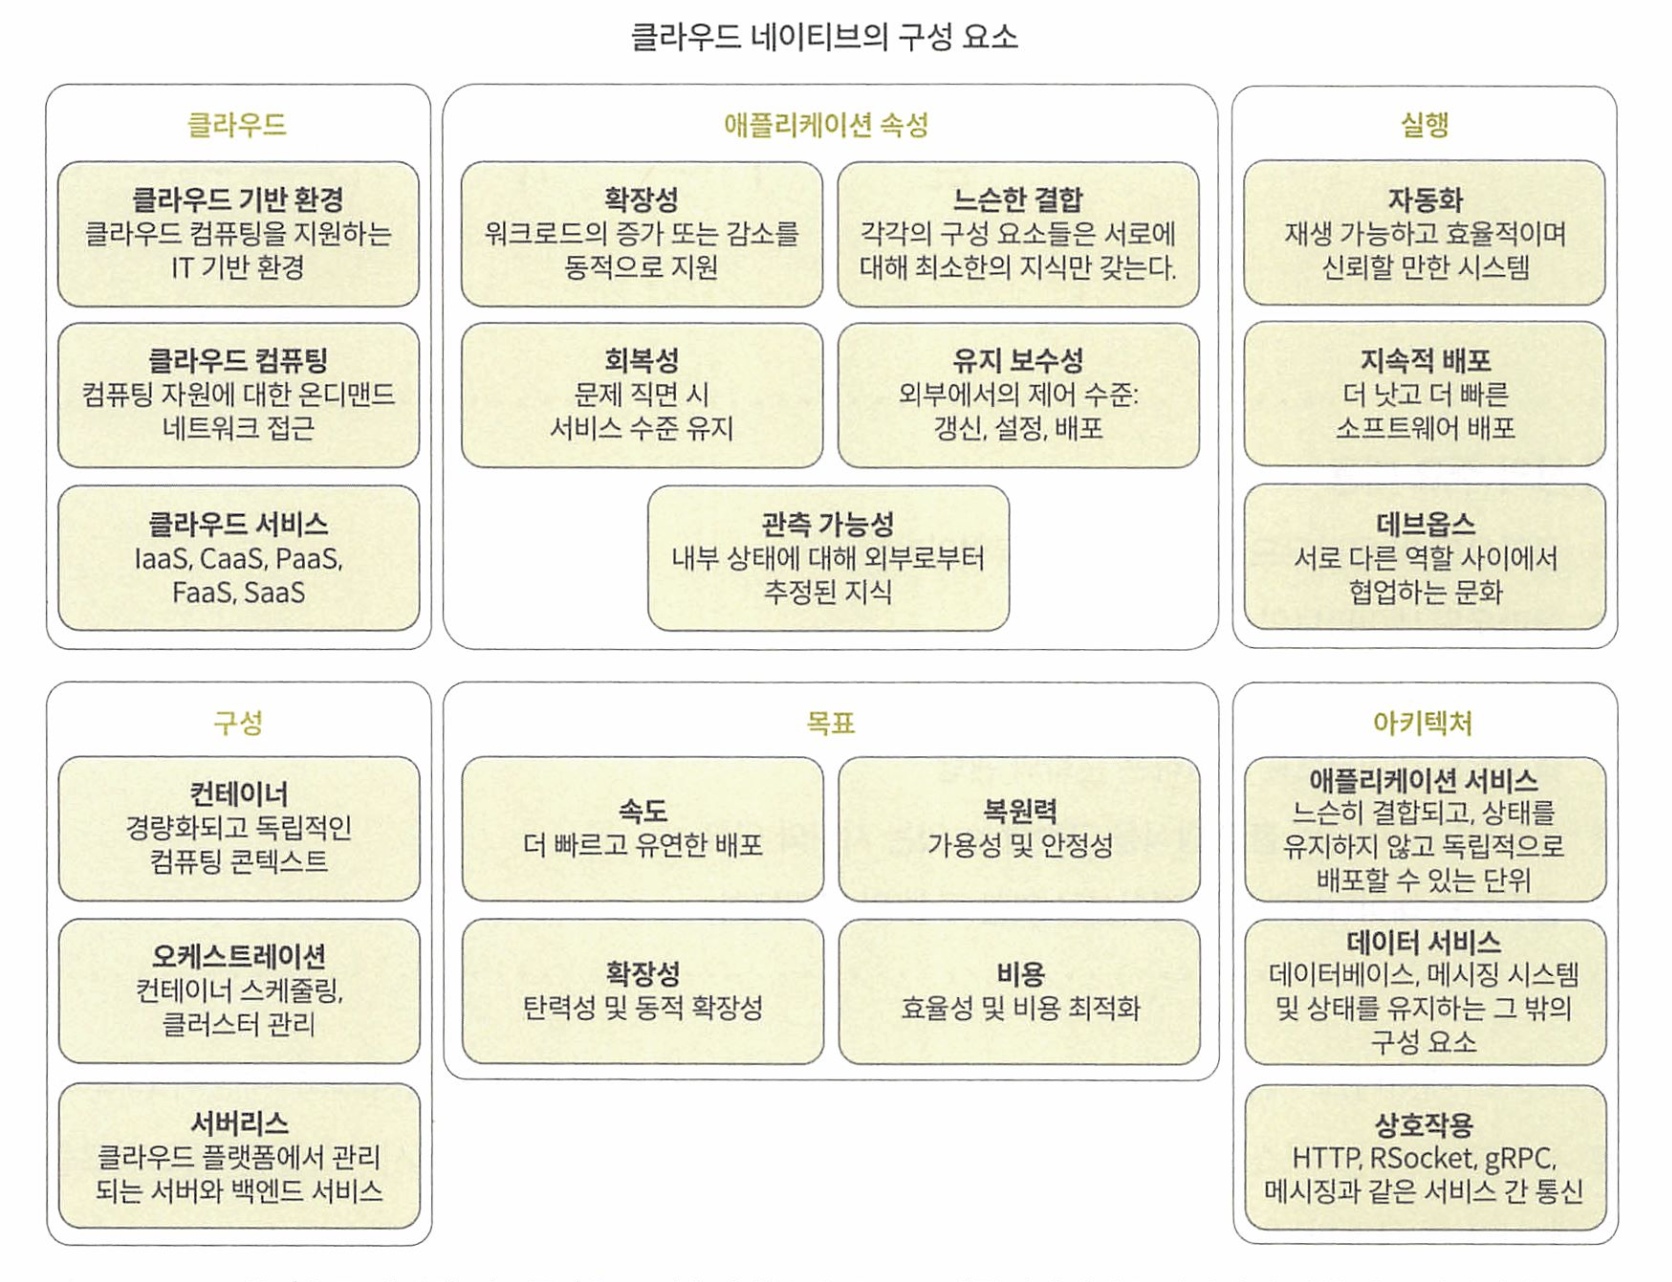 클라우드 네이티브의 구성 요소
클라우드
클라우드 기반 환경
클라우드 컴퓨팅을 지원하는
IT 기반 환경
클라우드 컴퓨팅
컴퓨팅 자원에 대한 온디맨드
네트워크 접근
클라우드 서비스
IaaS, CaaS, PaaS,
FaaS, SaaS
애플리케이션 속성
확장성
워크로드의 증가 또는 감소를
동적으로 지원
느슨한 결합
각각의 구성 요소들은 서로에
대해 최소한의 지식만 갖는다.
회복성
문제 직면 시
서비스 수준 유지
유지 보수성
외부에서의 제어 수준:
갱신, 설정, 배포
관측 가능성
내부 상태에 대해 외부로부터
추정된 지식
실행
자동화
재생 가능하고 효율적이며
신뢰할 만한 시스템
지속적 배포
더 낫고 더 빠른
소프트웨어 배포
데브옵스
서로 다른 역할 사이에서
협업하는 문화
구성
컨테이너
경량화되고 독립적인
컴퓨팅 콘텍스트
오케스트레이션
컨테이너 스케줄링,
클러스터 관리
서버리스
클라우드 플랫폼에서 관리
되는 서버와 백엔드 서비스
목표
속도
더 빠르고 유연한 배포
복원력
가용성 및 안정성
확장성
탄력성 및 동적 확장성
비용
효율성 및 비용 최적화
아키텍처
애플리케이션 서비스
느슨히 결합되고, 상태를
유지하지 않고 독립적으로
배포할 수 있는 단위
데이터 서비스
데이터베이스, 메시징 시스템
및 상태를 유지하는 그 밖의
구성 요소
상호작용
HTTP, RSocket, gRPC,
메시징과 같은 서비스 간 통신